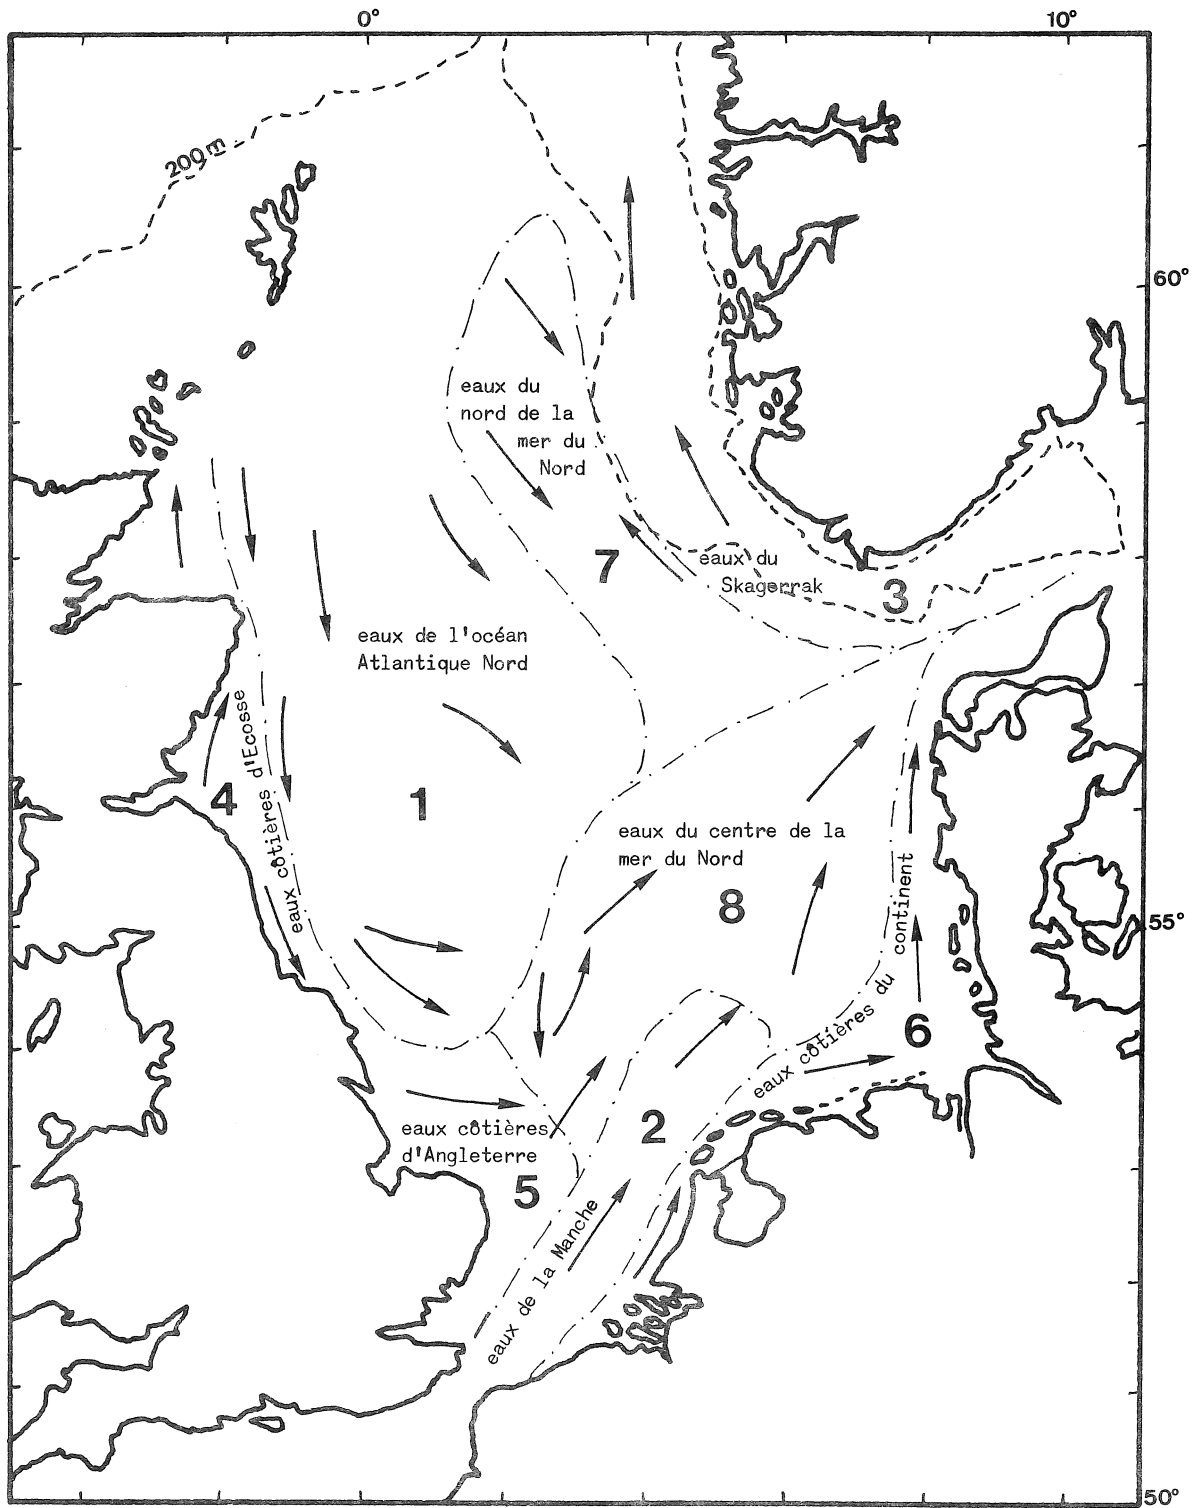 0°
10°
200 m
60°
eaux du
nord de la
mer du
Nord
7
eaux du
Skagerrak
3
eaux de l'océan
Atlantique Nord
eaux côtières d'Ecosse
4
1
eaux du centre de la
mer du Nord
8
55°
eaux côtières du continent
6
eaux côtières
d'Angleterre
2
5
eaux de la Manche
50°